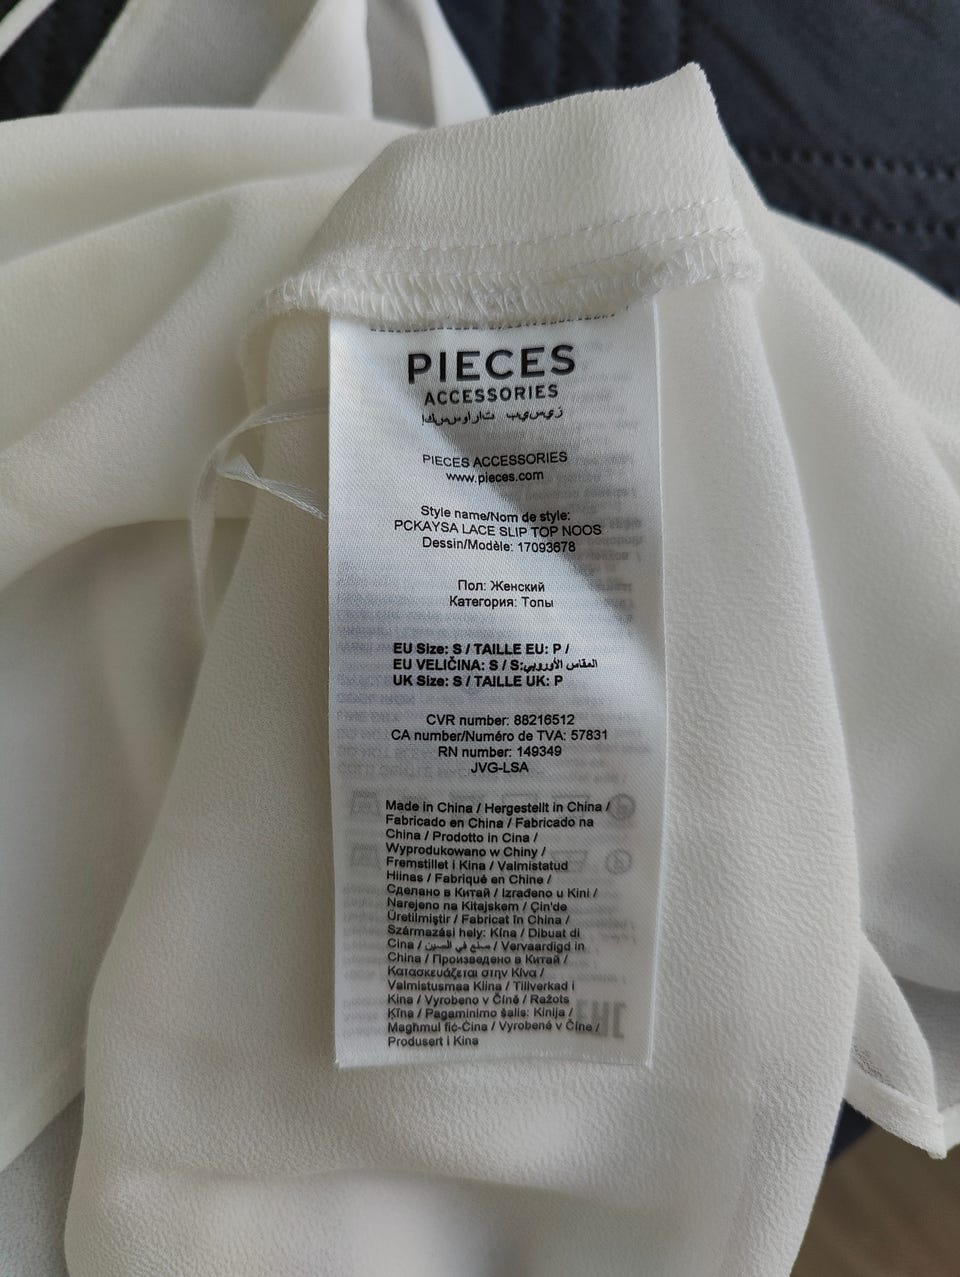 PIECES
ACCESSORIES
PIECES ACCESSORIES
www.pieces.com
Style name/Nom de style:
PCKAYSA LACE SLIP TOP NOOS
Dessin/Modèle: 17093678
Пол: Женский
Категория: Топы
EU Size: S / TAILLE EU: P /
EU VELIČINA: S / S:المقاس الأوروبي
UK Size: S / TAILLE UK: P
CVR number: 88216512
CA number/Numéro de TVA: 57831
RN number: 149349
JVG-LSA
Made in China / Hergestellt in China /
Fabricado en China / Fabricado na
China / Prodotto in Cina /
Wyprodukowano w Chiny /
Fremstillet i Kina / Valmistatud
Hiinas / Fabriqué en Chine /
Сделано в Китай / Izrađeno u Kini /
Narejeno na Kitajskem / Çin'de
Üretilmiştir / Fabricat în China /
Származási hely: Kína / Dibuat di
Cina / صنع في الصين / Vervaardigd in
China / Произведено в Китай /
Κατασκευάζεται στην Κίνα /
Valmistusmaa Kiina / Tillverkad i
Kina / Vyrobeno v Číně / Ražots
Ķīna / Pagaminimo šalis: Kinija /
Magħmul fiċ-Ċina / Vyrobené v Číne /
Produsert i Kina